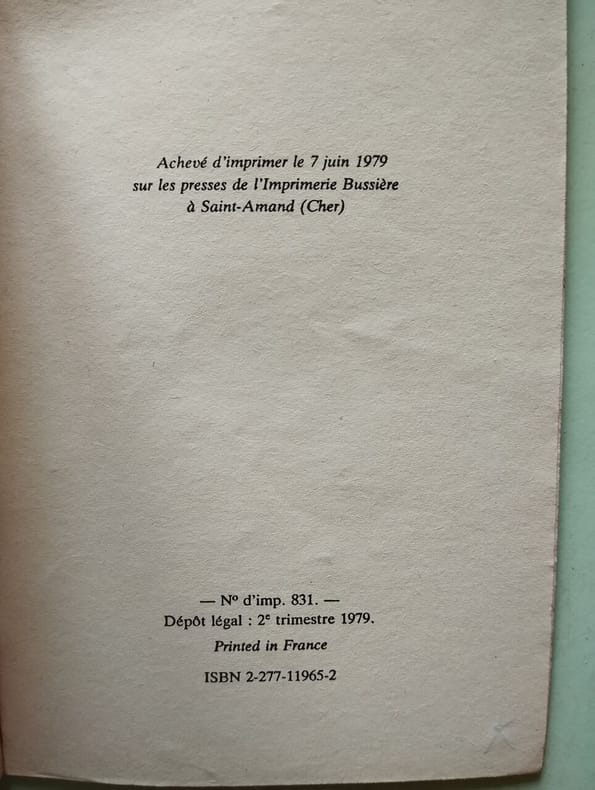 Achevé d'imprimer le 7 juin 1979
sur les presses de l'Imprimerie Bussière
à Saint-Amand (Cher)
— Nº d'imp. 831. —
Dépôt légal : 2e trimestre 1979.
Printed in France
ISBN 2-277-11965-2